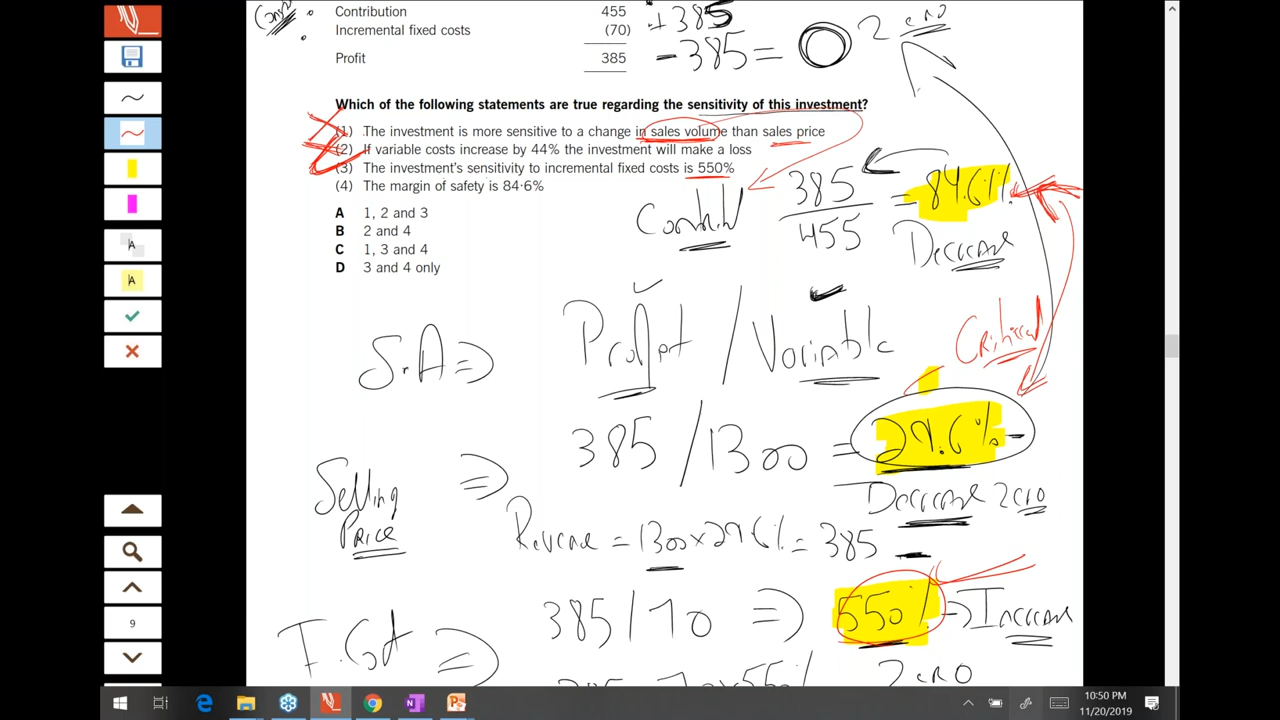 Contribution 455 + 385
Incremental fixed costs (70)
Profit 385 - 385 = 0 Zero
Which of the following statements are true regarding the sensitivity of this investment?
(1) The investment is more sensitive to a change in sales volume than sales price
(2) If variable costs increase by 44% the investment will make a loss
(3) The investment's sensitivity to incremental fixed costs is 550%
(4) The margin of safety is 84·6%
A 1, 2 and 3
B 2 and 4
C 1, 3 and 4
D 3 and 4 only
385
455
= 84.61%
Decrease
S.A ⇒ Profit / Variable
Critical
Selling Price ⇒ 385 / 1300 = 29.6%
Decrease Zero
Revenue = 1300 x 29.6% = 385
⇒ 385 / 70 ⇒ 550% ⇒ Increase
Zero
9
10:50 PM
11/20/2019